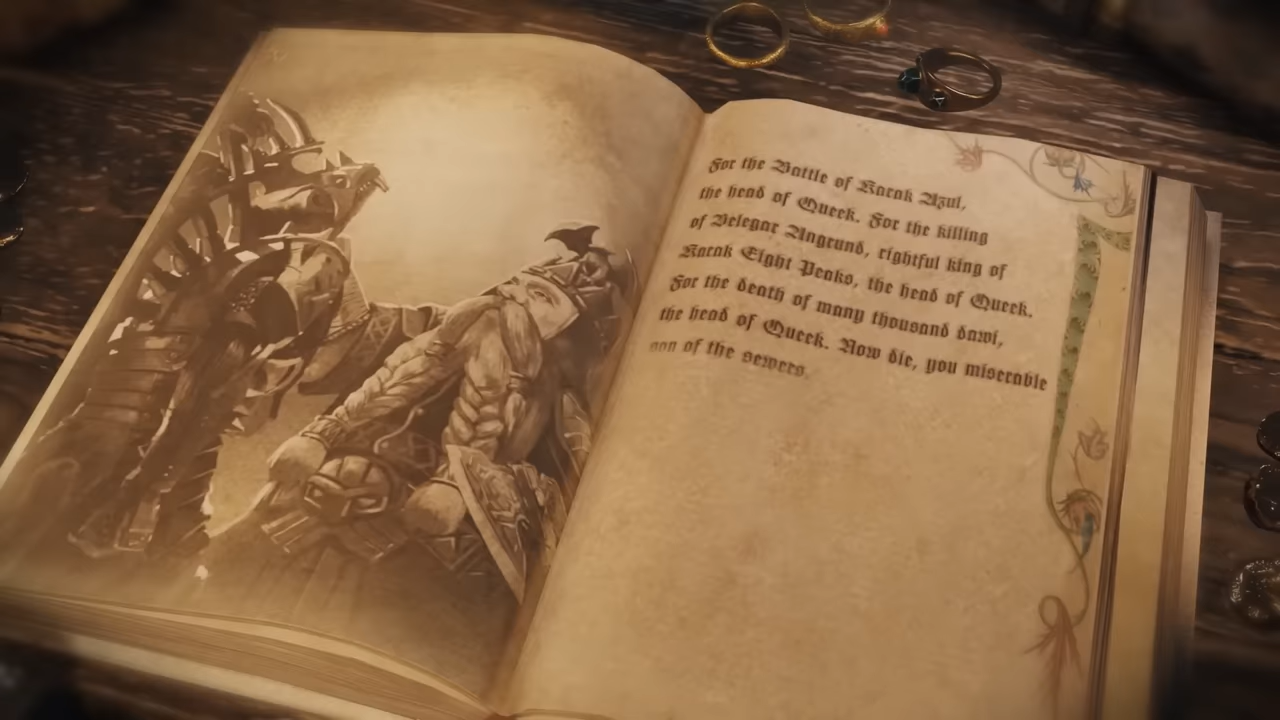 For the Battle of Karak Azul,
the head of Queek. For the killing
of Belegar Angrund, rightful king of
Karak Eight Peaks, the head of Queek.
For the death of many thousand dawi,
the head of Queek. Now die, you miserable
son of the sewers.